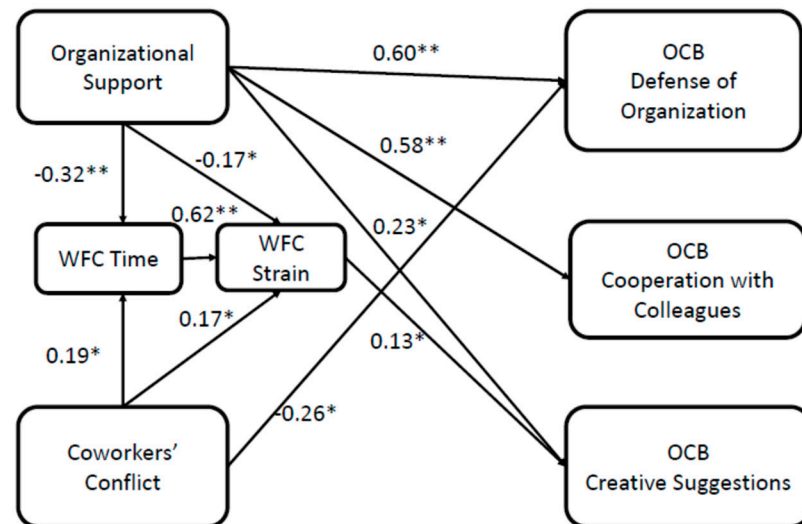 Organizational
Support
0.60**
OCB
Defense of
Organization
-0.32**
-0.17*
0.58**
0.62**
WFC Time
WFC
Strain
0.23*
OCB
Cooperation with
Colleagues
0.19*
0.17*
0.13*
-0.26*
Coworkers’
Conflict
OCB
Creative Suggestions